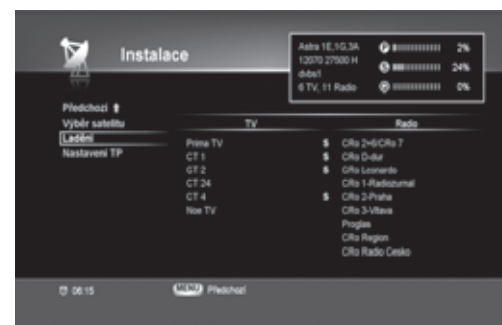 Instalace
Astra 1E,1G,3A
12070 27500 H
dvbs1
6 TV, 11 Radio
P 2%
S 24%
0%
Předchozí
Výběr satelitu
Ladění
Nastavení TP
TV
Radio
Prima TV $
CT 1 $
CT 2 $
CT 24
CT 4 $
Noe TV
CRo 2+6/CRo 7
CRo D-dur
CRo Leonardo
CRo 1-Radiozurnal
CRo 2-Praha
CRo 3-Vltava
Proglas
CRo Region
CRo Radio Cesko
06:15
MENU Předchozí